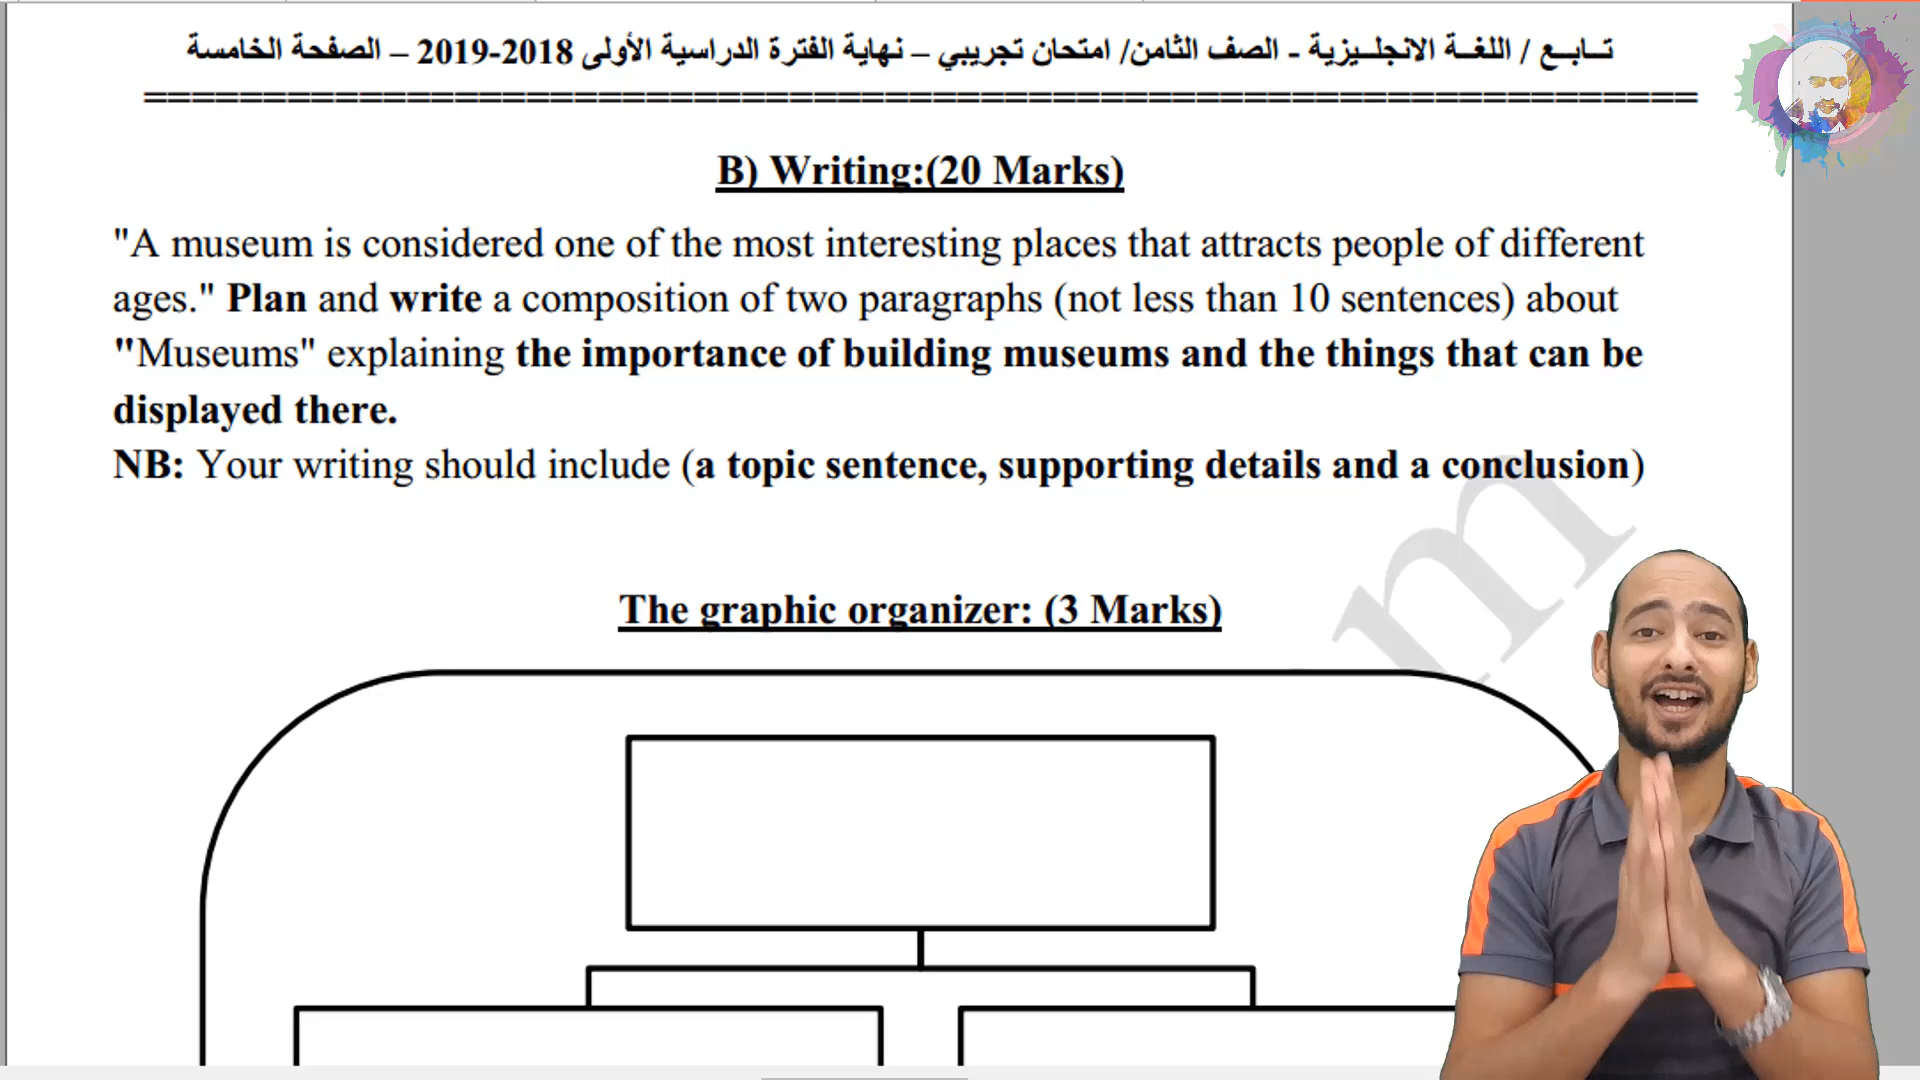 تـابـع / اللغـة الانجلـيزية - الصف الثامن/ امتحان تجريبي – نهاية الفترة الدراسية الأولى 2018-2019 – الصفحة الخامسة
B) Writing:(20 Marks)
"A museum is considered one of the most interesting places that attracts people of different
ages." Plan and write a composition of two paragraphs (not less than 10 sentences) about
"Museums" explaining the importance of building museums and the things that can be
displayed there.
NB: Your writing should include (a topic sentence, supporting details and a conclusion)
The graphic organizer: (3 Marks)
m